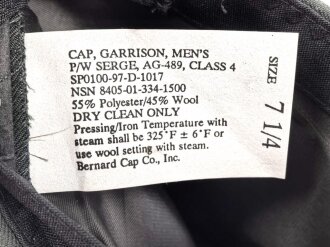 CAP, GARRISON, MEN'S
P/W SERGE, AG-489, CLASS 4
SP0100-97-D-1017
NSN 8405-01-334-1500
55% Polyester/45% Wool
DRY CLEAN ONLY
Pressing/Iron Temperature with
steam shall be 325°F ± 6°F or
use wool setting with steam.
Bernard Cap Co., Inc.
SIZE
7 1/4